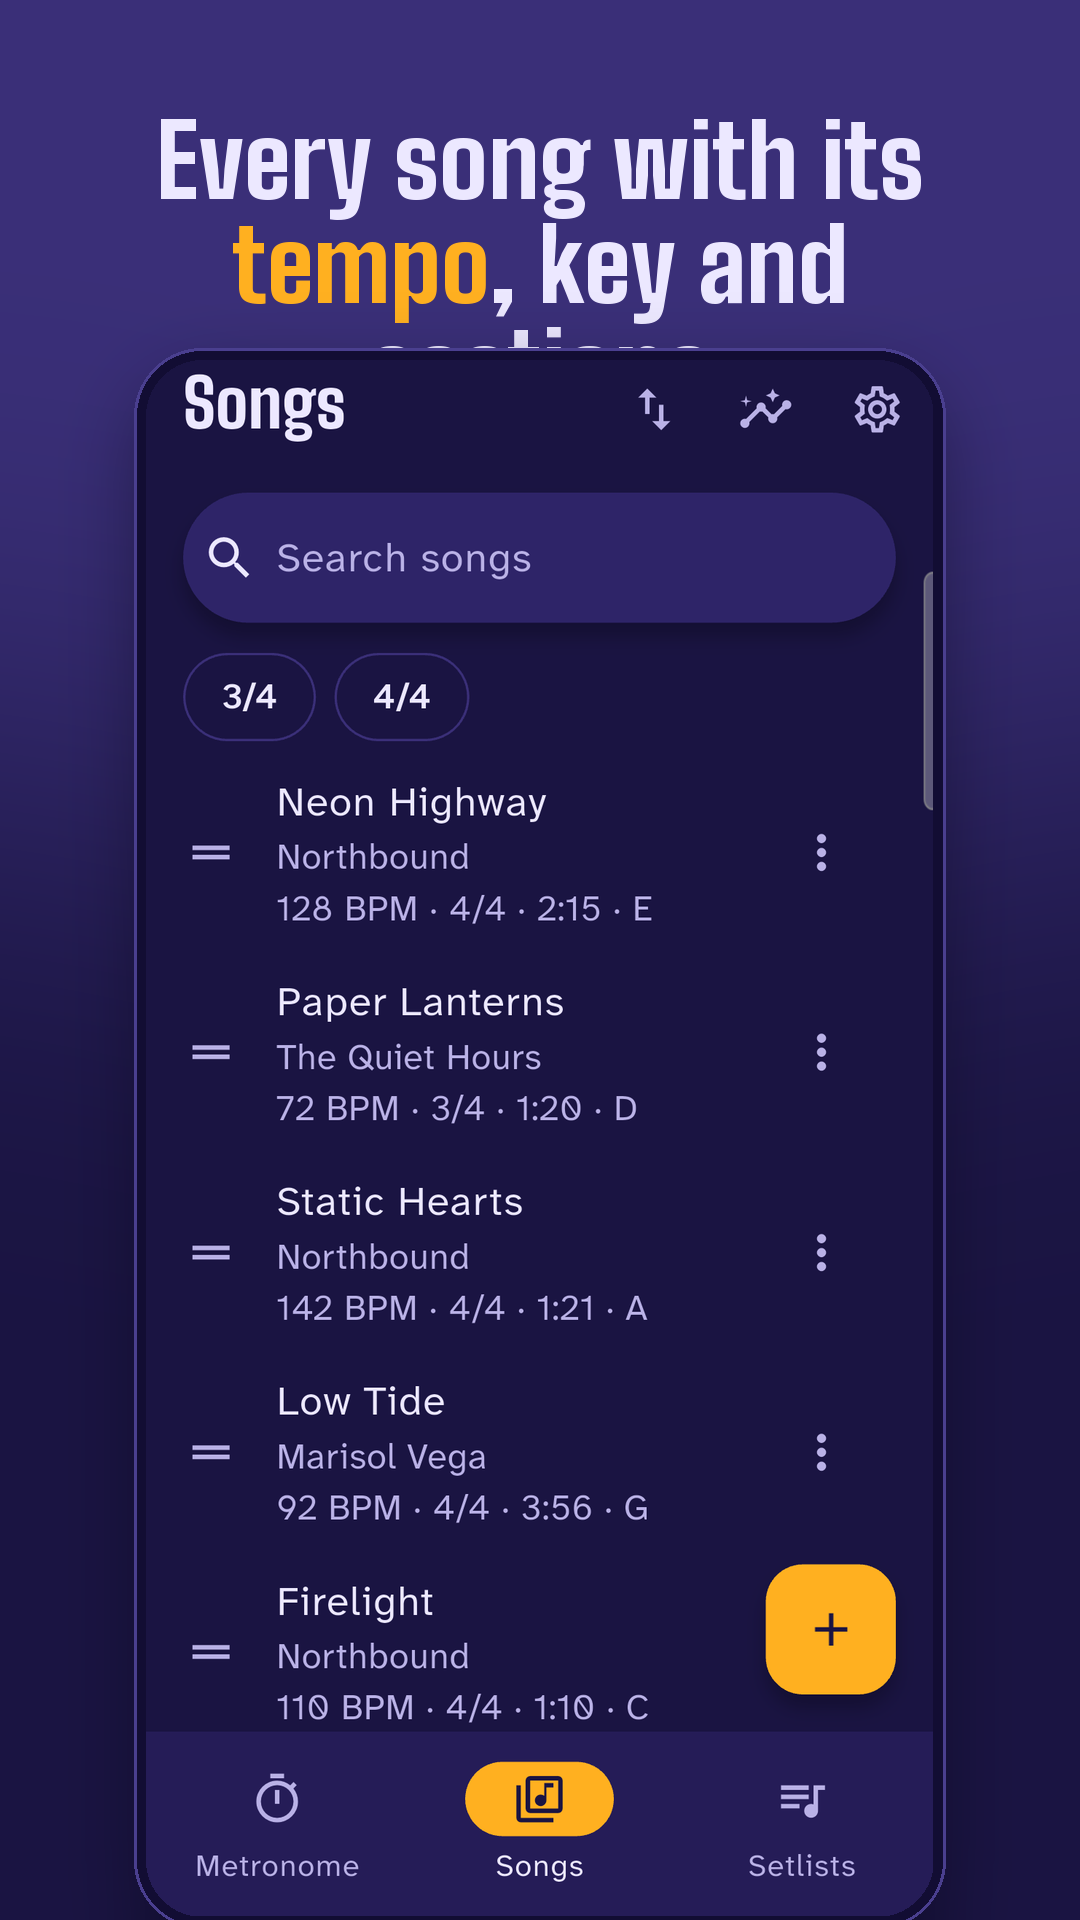 Every song with its
tempo, key and
Songs
Search songs
3/4 4/4
Neon Highway
Northbound
128 BPM · 4/4 · 2:15 · E
Paper Lanterns
The Quiet Hours
72 BPM · 3/4 · 1:20 · D
Static Hearts
Northbound
142 BPM · 4/4 · 1:21 · A
Low Tide
Marisol Vega
92 BPM · 4/4 · 3:56 · G
Firelight
Northbound
110 BPM · 4/4 · 1:10 · C
Metronome Songs Setlists